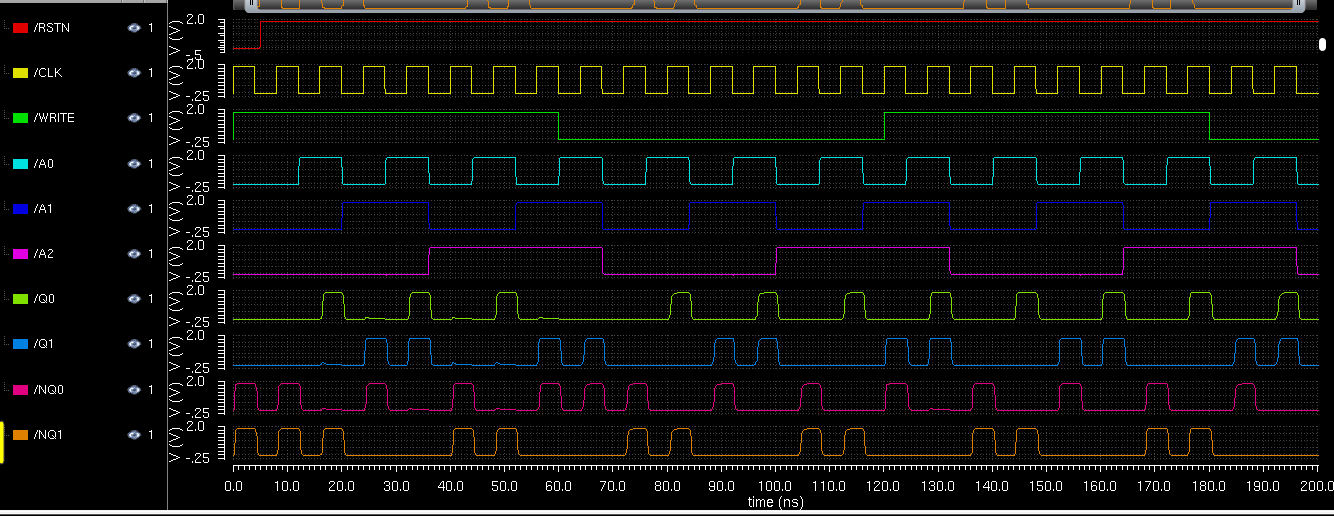 /RSTN 1 V (V) 2.0 -.5
/CLK 1 V (V) 2.0 -.25
/WRITE 1 V (V) 2.0 -.25
/A0 1 V (V) 2.0 -.25
/A1 1 V (V) 2.0 -.25
/A2 1 V (V) 2.0 -.25
/Q0 1 V (V) 2.0 -.25
/Q1 1 V (V) 2.0 -.25
/NQ0 1 V (V) 2.0 -.25
/NQ1 1 V (V) 2.0 -.25
0.0 10.0 20.0 30.0 40.0 50.0 60.0 70.0 80.0 90.0 100.0 110.0 120.0 130.0 140.0 150.0 160.0 170.0 180.0 190.0 200.0
time (ns)